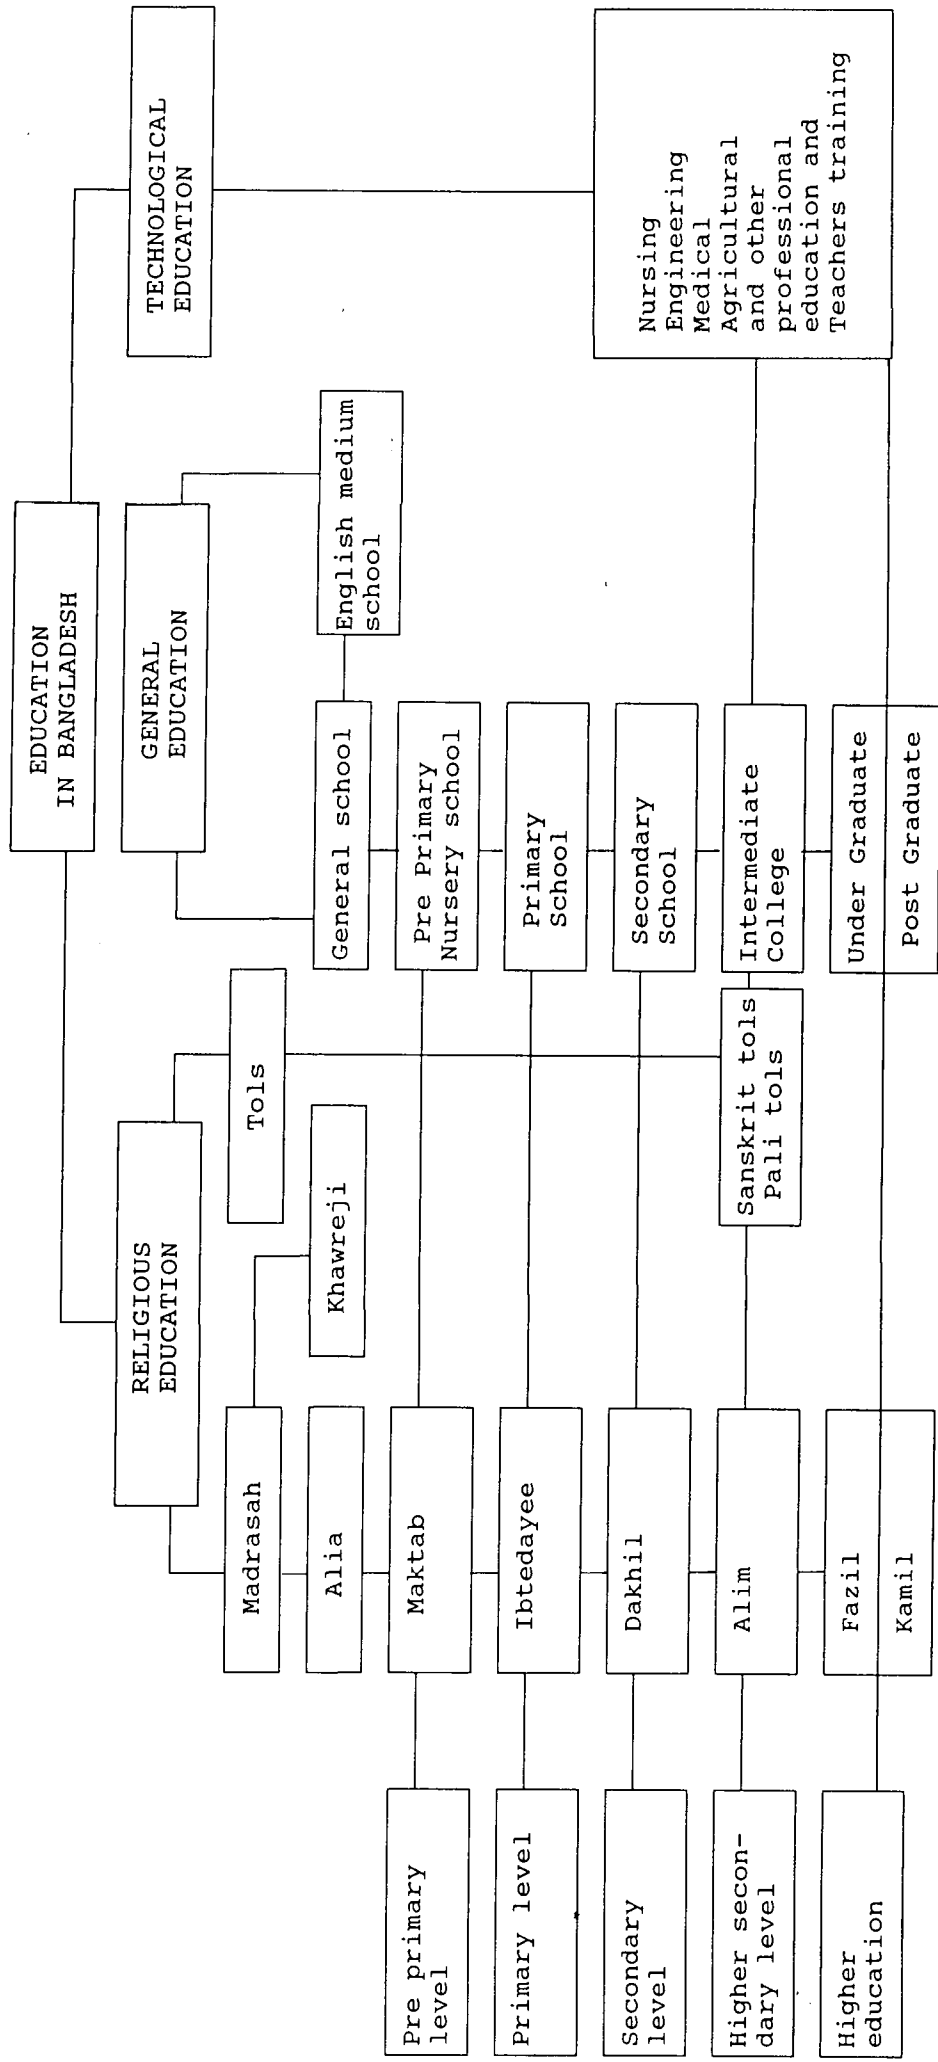 EDUCATION
IN BANGLADESH
RELIGIOUS
EDUCATION
GENERAL
EDUCATION
TECHNOLOGICAL
EDUCATION
Madrasah
Tols
Alia
Khawreji
General school
English medium
school
Pre primary
level
Maktab
Pre Primary
Nursery school
Primary level
Ibtedayee
Primary
School
Secondary
level
Dakhil
Secondary
School
Higher secon-
dary level
Alim
Sanskrit tols
Pali tols
Intermediate
College
Higher
education
Fazil
Kamil
Under Graduate
Post Graduate
Nursing
Engineering
Medical
Agricultural
and other
professional
education and
Teachers training